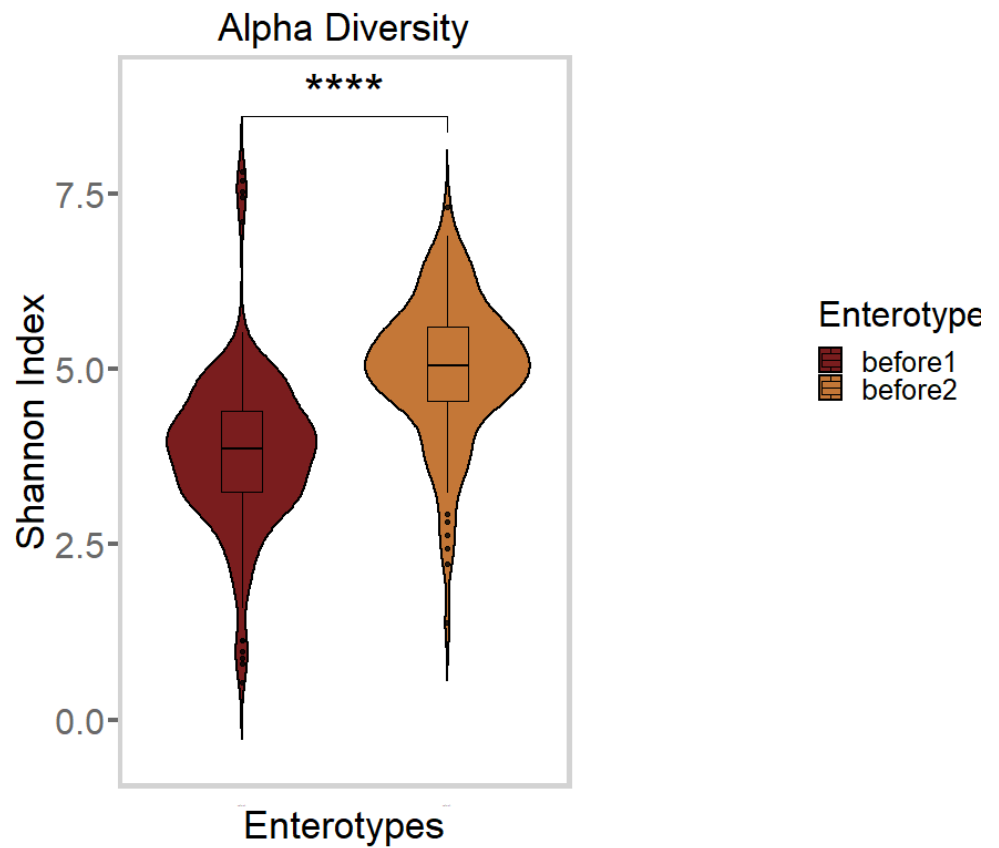 Alpha Diversity
****
7.5
5.0
2.5
0.0
Shannon Index
Enterotypes
Enterotype
before1
before2